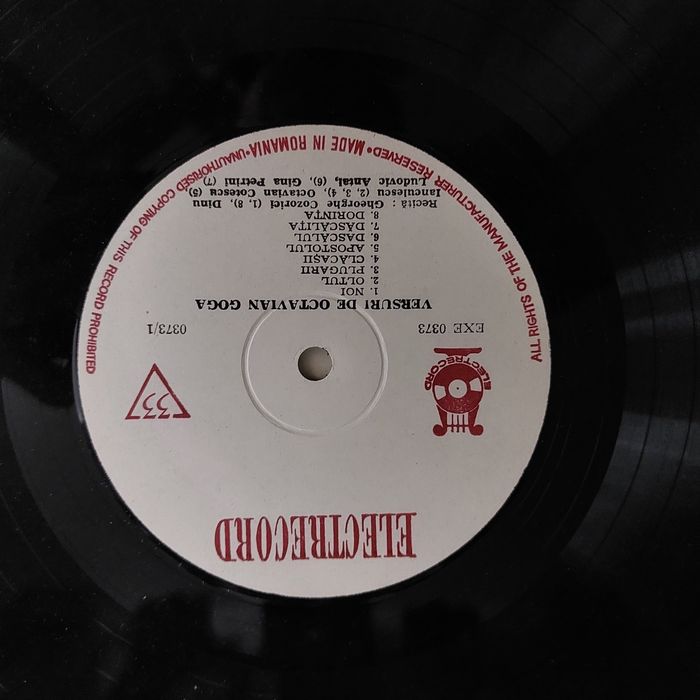 ELECTRECORD
ELECTRECORD
33
EXE 0373
0373/1
VERSURI DE OCTAVIAN GOGA
1. NOI
2. OLTUL
3. PLUGARII
4. CLĂCAȘII
5. APOSTOLUL
6. DASCĂLUL
7. DĂSCĂLIȚA
8. DORINȚA
Recită : Gheorghe Cozorici (1, 8), Dinu
Ianculescu (2, 3, 4), Octavian Cotescu (5)
Ludovic Antal, (6), Gina Petrini (7)
ALL RIGHTS OF THE MANUFACTURER RESERVED • MADE IN ROMANIA • UNAUTHORISED COPYING OF THIS RECORD PROHIBITED